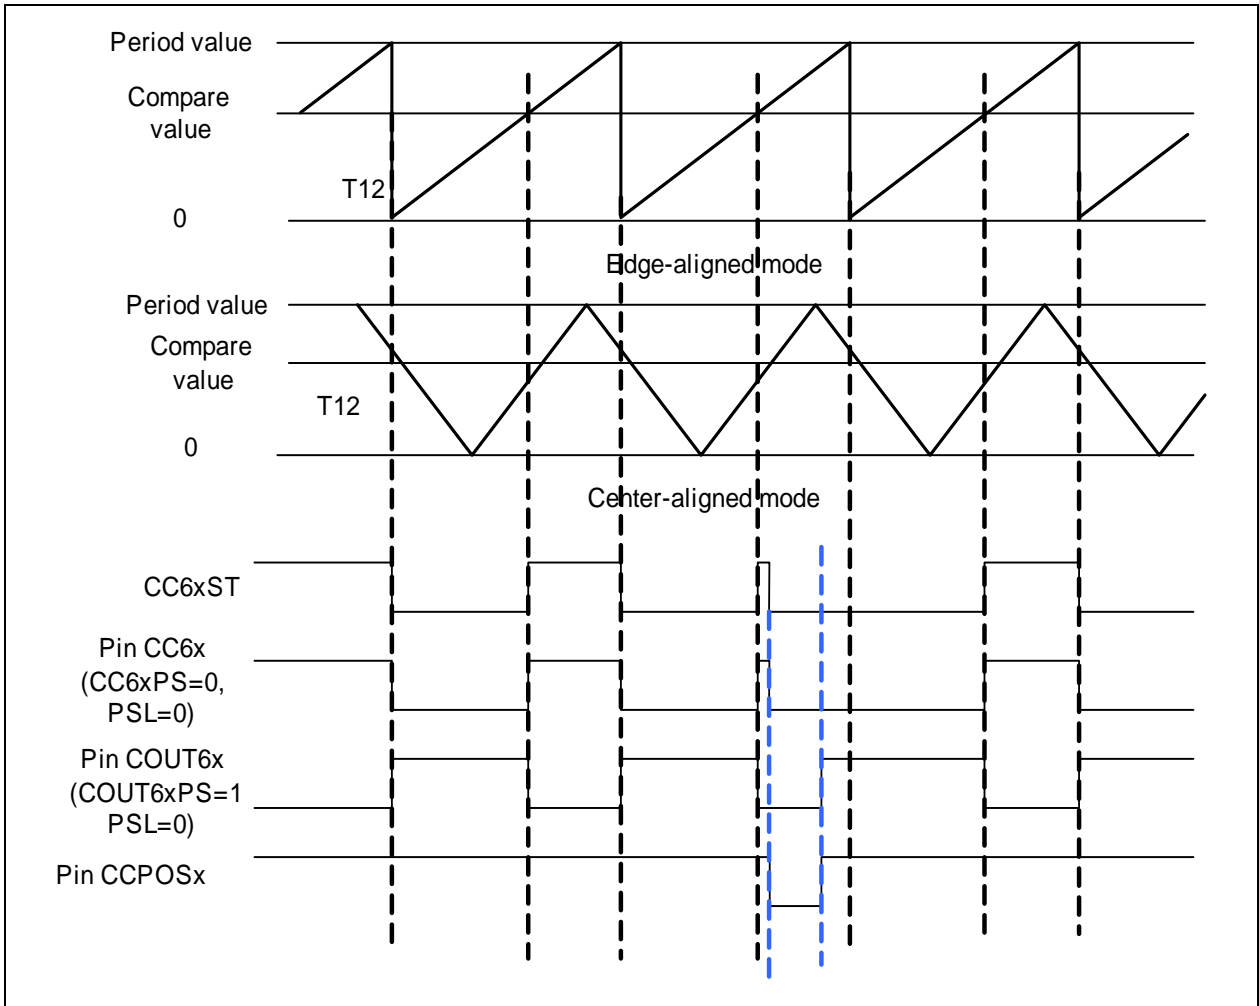 Period value
Compare
value
T12
0
Edge-aligned mode
Period value
Compare
value
T12
0
Center-aligned mode
CC6xST
Pin CC6x
(CC6xPS=0,
PSL=0)
Pin COUT6x
(COUT6xPS=1
PSL=0)
Pin CCPOSx